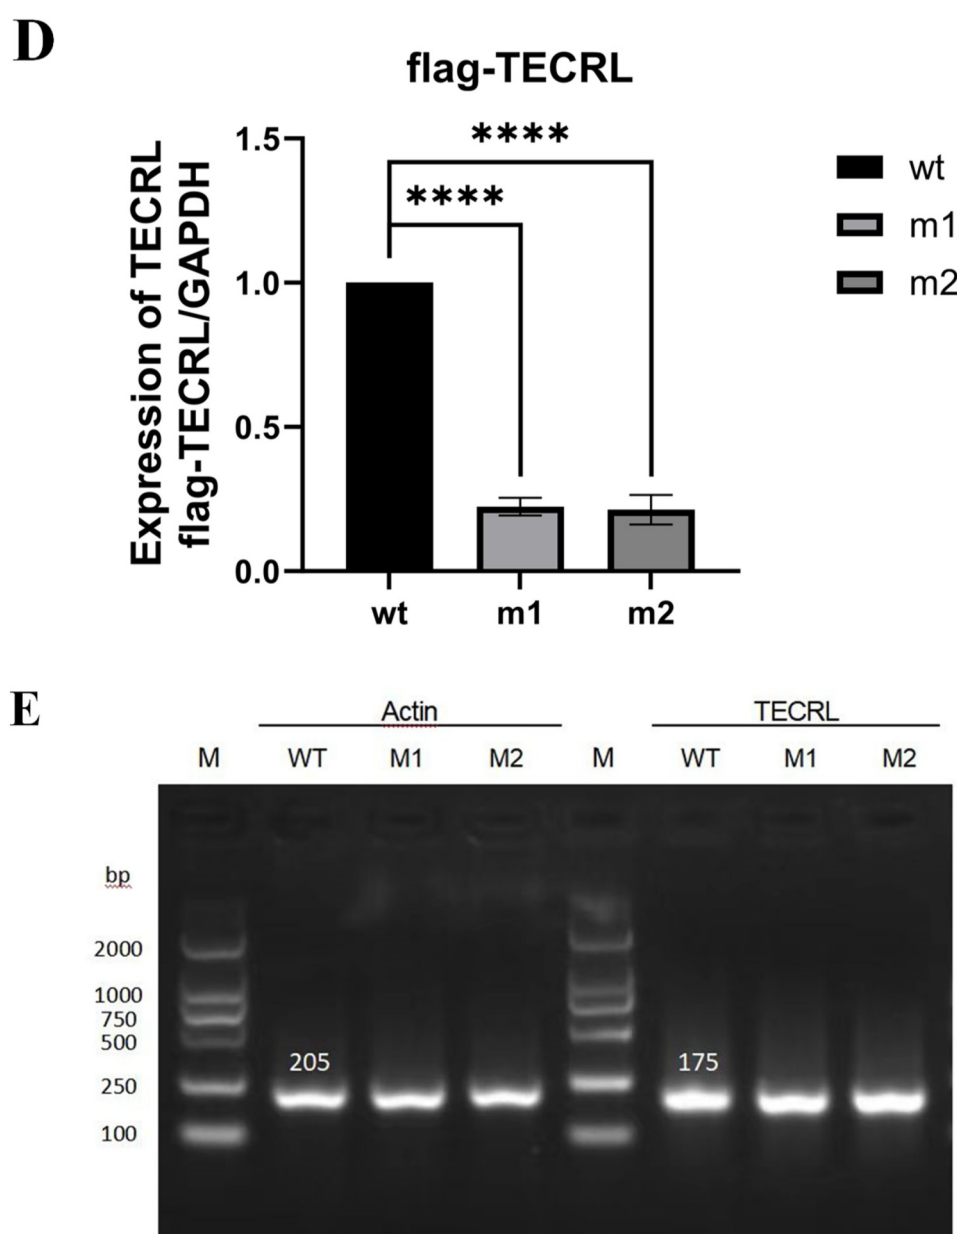 D
flag-TECRL
****
****
1.5
1.0
0.5
0.0
Expression of TECRL
flag-TECRL/GAPDH
wt
m1
m2
wt
m1
m2
E
Actin
TECRL
M
WT
M1
M2
M
WT
M1
M2
bp
2000
1000
750
500
250
100
205
175